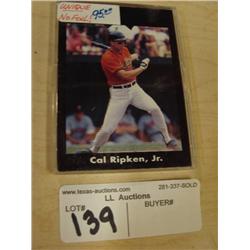 UNIQUE
No Foil!
95.00
Cal Ripken, Jr.
www.texas-auctions.com
281-337-SOLD
LL Auctions
LOT#
BUYER#
139